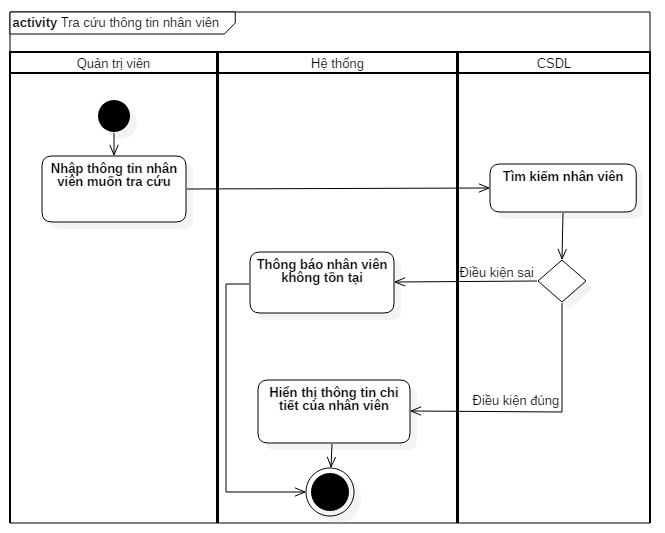 activity Tra cứu thông tin nhân viên
Quản trị viên
Hệ thống
CSDL
Nhập thông tin nhân
viên muốn tra cứu
Tìm kiếm nhân viên
Thông báo nhân viên
không tồn tại
Điều kiện sai
Hiển thị thông tin chi
tiết của nhân viên
Điều kiện đúng